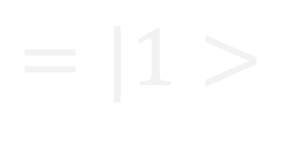 = |1 >